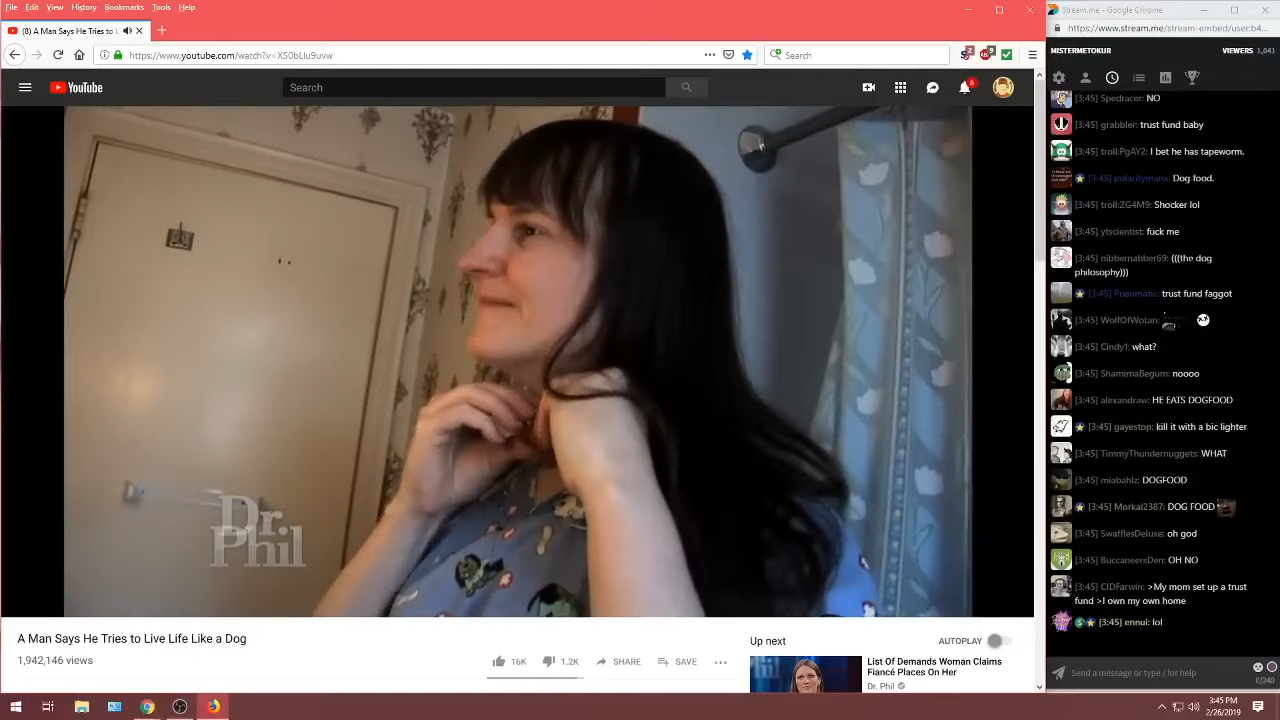 File Edit View History Bookmarks Tools Help
(8) A Man Says He Tries to L
https://www.youtube.com/watch?v=X50bLlu9uvw
Search
2
9
YouTube
Search
8
Dr.
Phil
A Man Says He Tries to Live Life Like a Dog
1,942,146 views
16K
1.2K
SHARE
SAVE
Up next
AUTOPLAY
List Of Demands Woman Claims
Fiancé Places On Her
Dr. Phil
Stream.me - Google Chrome
https://www.stream.me/stream-embed/user:b4...
MISTERMETOKUR
VIEWERS 1,041
[3:45] Spedracer: NO
[3:45] grabbler: trust fund baby
[3:45] troll:PgAY2: I bet he has tapeworm.
[3:45] polaritymanx: Dog food.
[3:45] troll:ZG4M9: Shocker lol
[3:45] ytscientist: fuck me
[3:45] nibbernabber69: (((the dog
philosophy)))
[3:45] Pneumatic: trust fund faggot
[3:45] WolfOfWotan:
[3:45] Cindy1: what?
[3:45] ShamimaBegum: noooo
[3:45] alexandraw: HE EATS DOGFOOD
[3:45] gayestop: kill it with a bic lighter
[3:45] TimmyThundernuggets: WHAT
[3:45] miabahlz: DOGFOOD
[3:45] Morkai2387: DOG FOOD
[3:45] SwafflesDeluxe: oh god
[3:45] BuccaneersDen: OH NO
[3:45] CIDFarwin: >My mom set up a trust
fund >I own my own home
[3:45] ennui: lol
Send a message or type / for help
0/240
3:45 PM
2/26/2019